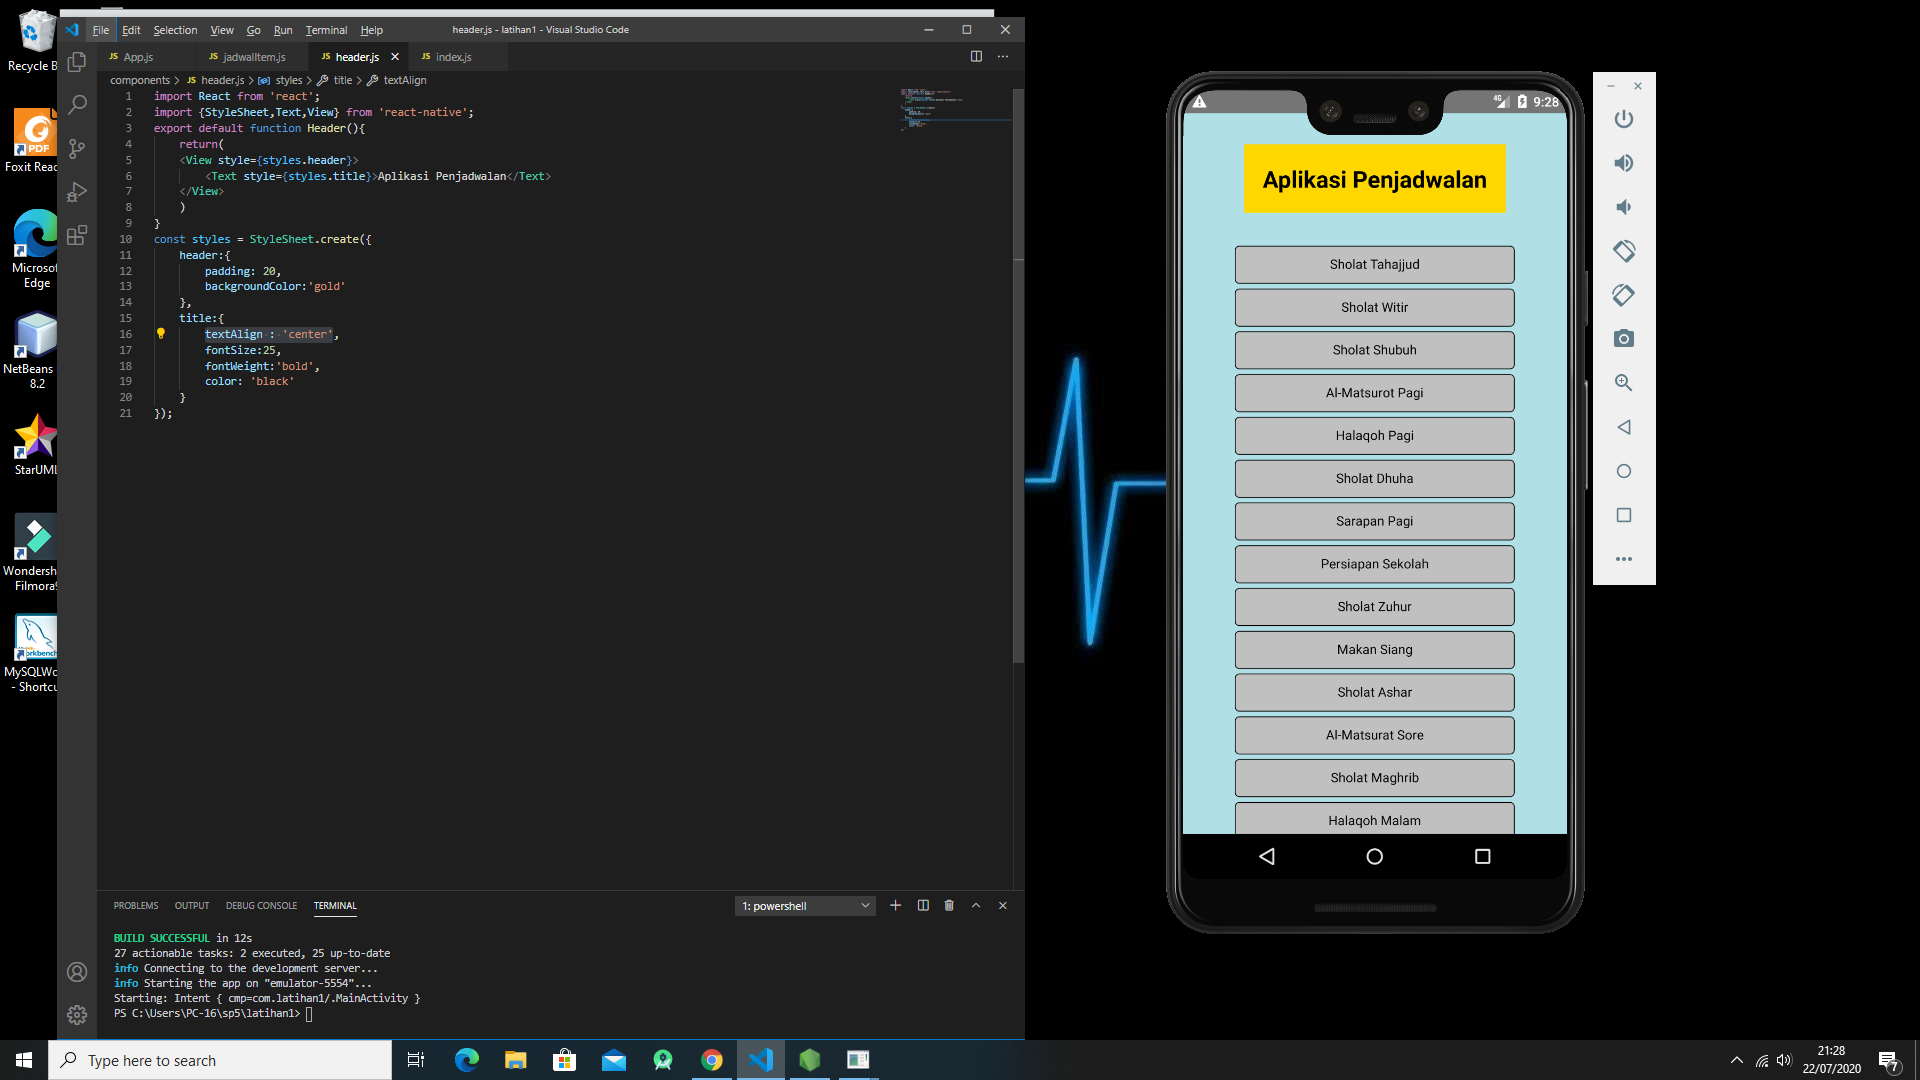 Recycle B
Foxit Read
Microsof
Edge
NetBeans
8.2
StarUML
Wondersh
Filmora9
MySQLWo
- Shortcu
File Edit Selection View Go Run Terminal Help
header.js - latihan1 - Visual Studio Code
JS App.js
JS jadwalItem.js
JS header.js
JS index.js
components > JS header.js > styles > title > textAlign
1 import React from 'react';
2 import {StyleSheet,Text,View} from 'react-native';
3 export default function Header(){
4 return(
5 <View style={styles.header}>
6 <Text style={styles.title}>Aplikasi Penjadwalan</Text>
7 </View>
8 )
9 }
10 const styles = StyleSheet.create({
11 header:{
12 padding: 20,
13 backgroundColor:'gold'
14 },
15 title:{
16 textAlign : 'center',
17 fontSize:25,
18 fontWeight:'bold',
19 color: 'black'
20 }
21 });
PROBLEMS OUTPUT DEBUG CONSOLE TERMINAL
1: powershell
BUILD SUCCESSFUL in 12s
27 actionable tasks: 2 executed, 25 up-to-date
info Connecting to the development server...
info Starting the app on "emulator-5554"...
Starting: Intent { cmp=com.latihan1/.MainActivity }
PS C:\Users\PC-16\sp5\latihan1>
4G 9:28
Aplikasi Penjadwalan
Sholat Tahajjud
Sholat Witir
Sholat Shubuh
Al-Matsurot Pagi
Halaqoh Pagi
Sholat Dhuha
Sarapan Pagi
Persiapan Sekolah
Sholat Zuhur
Makan Siang
Sholat Ashar
Al-Matsurat Sore
Sholat Maghrib
Halaqoh Malam
Type here to search
21:28
22/07/2020
7